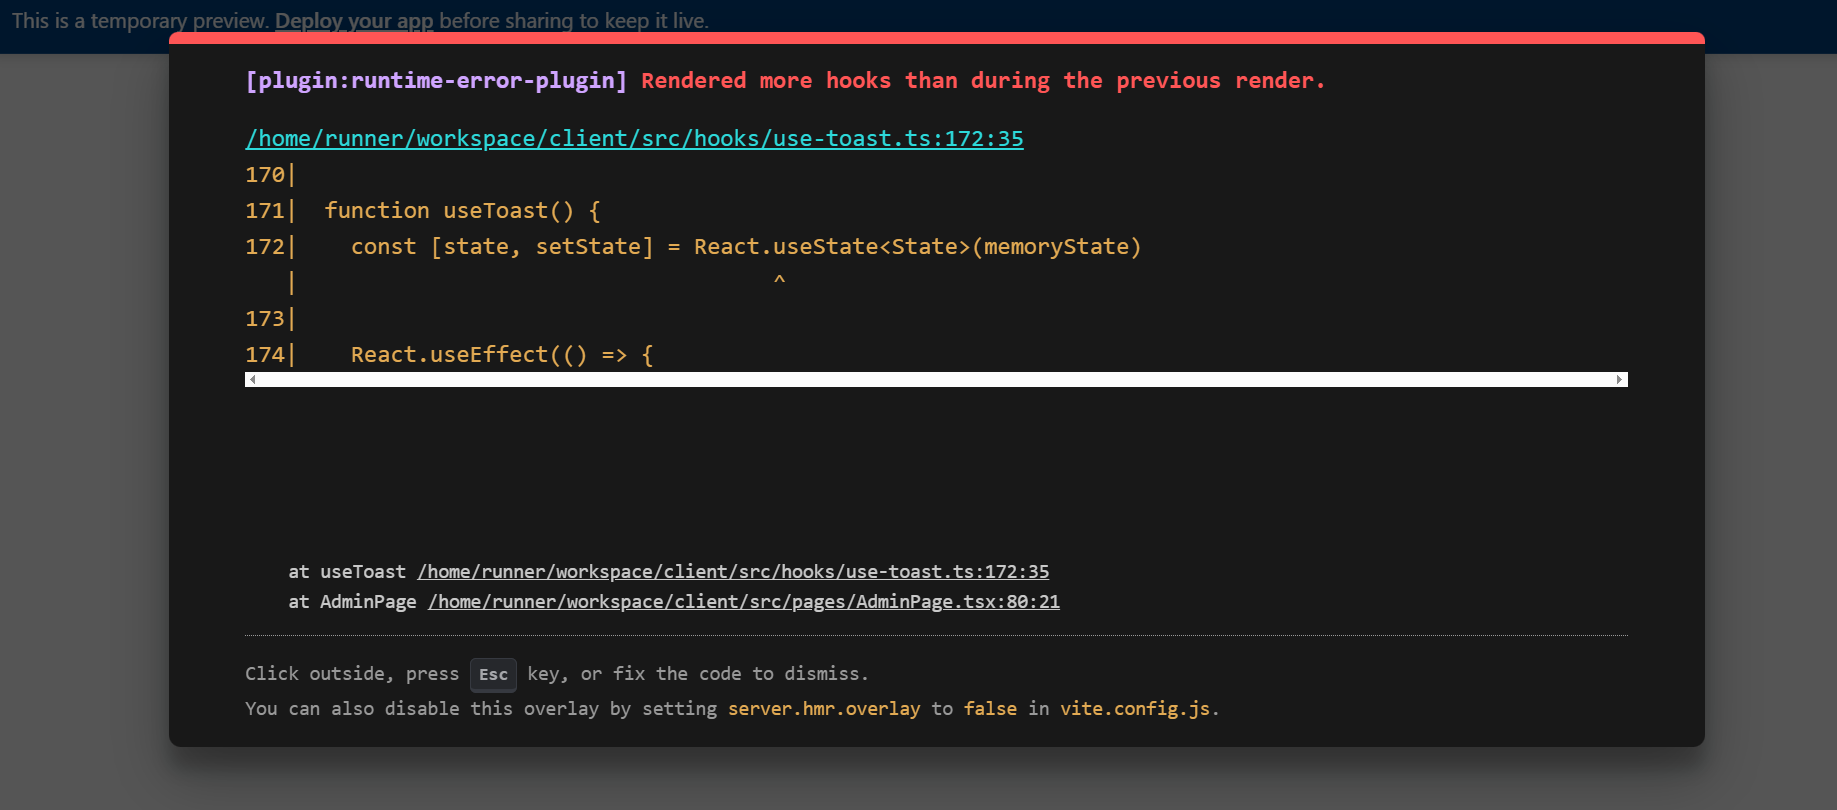 This is a temporary preview. Deploy your app before sharing to keep it live.
[plugin:runtime-error-plugin] Rendered more hooks than during the previous render.
/home/runner/workspace/client/src/hooks/use-toast.ts:172:35
170|
171|  function useToast() {
172|    const [state, setState] = React.useState<State>(memoryState)
   |                                    ^
173|
174|    React.useEffect(() => {
at useToast /home/runner/workspace/client/src/hooks/use-toast.ts:172:35
at AdminPage /home/runner/workspace/client/src/pages/AdminPage.tsx:80:21
Click outside, press Esc key, or fix the code to dismiss.
You can also disable this overlay by setting server.hmr.overlay to false in vite.config.js.